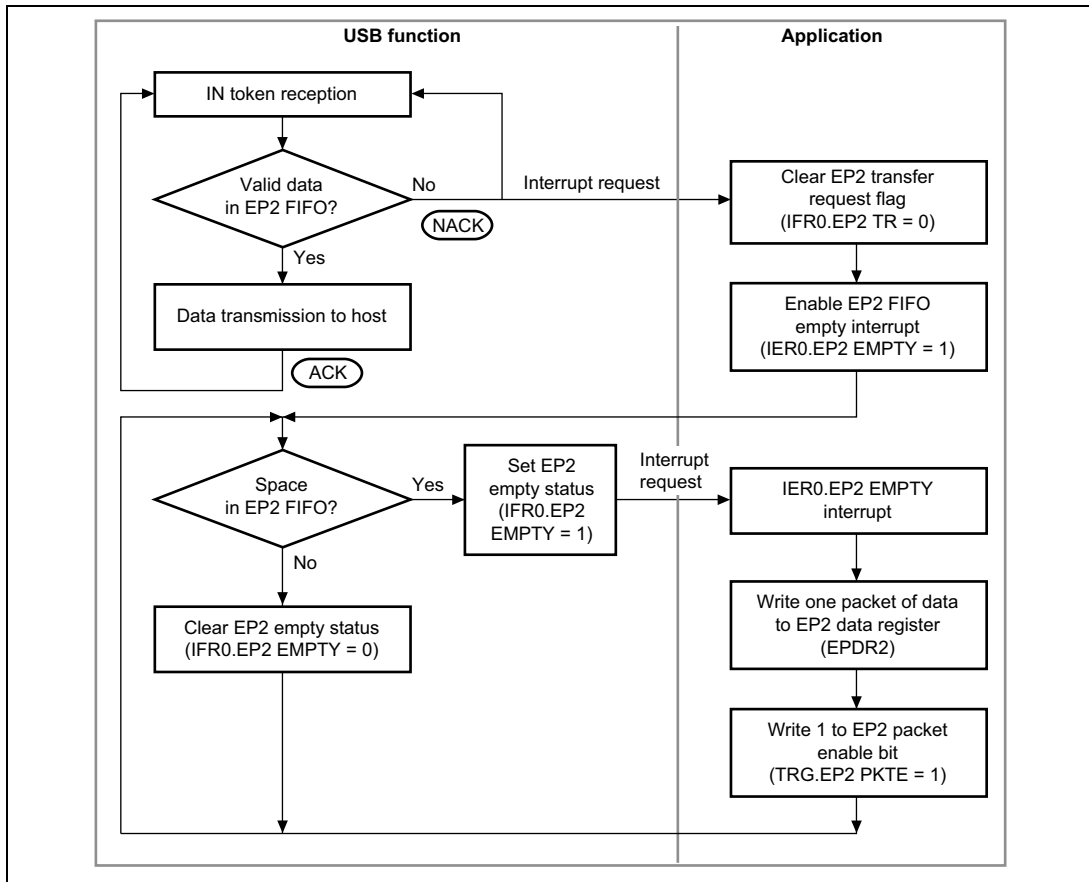 USB function
Application
IN token reception
Valid data
in EP2 FIFO?
No
NACK
Interrupt request
Clear EP2 transfer
request flag
(IFR0.EP2 TR = 0)
Yes
Data transmission to host
ACK
Enable EP2 FIFO
empty interrupt
(IER0.EP2 EMPTY = 1)
Space
in EP2 FIFO?
Yes
Set EP2
empty status
(IFR0.EP2
EMPTY = 1)
Interrupt
request
IER0.EP2 EMPTY
interrupt
No
Clear EP2 empty status
(IFR0.EP2 EMPTY = 0)
Write one packet of data
to EP2 data register
(EPDR2)
Write 1 to EP2 packet
enable bit
(TRG.EP2 PKTE = 1)